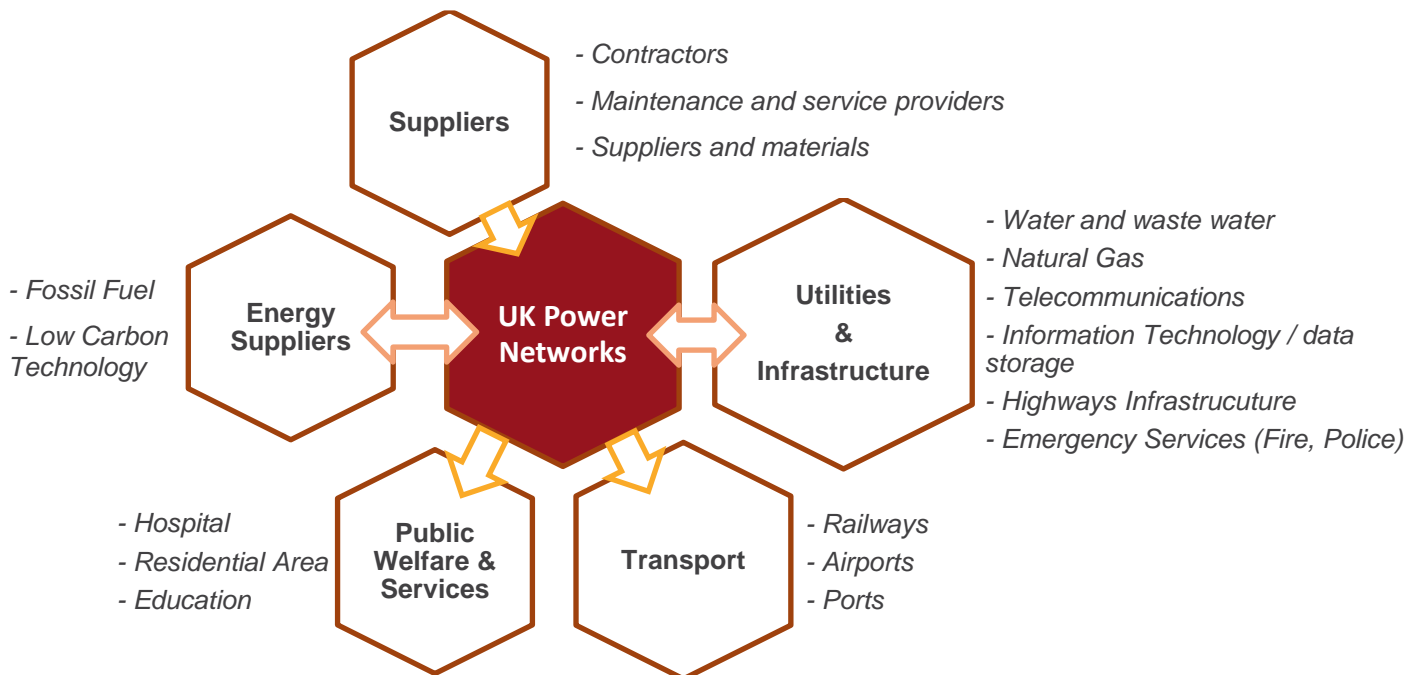 Suppliers
- Contractors
- Maintenance and service providers
- Suppliers and materials
- Fossil Fuel
- Low Carbon
Technology
Energy
Suppliers
UK Power
Networks
Utilities
&
Infrastructure
- Water and waste water
- Natural Gas
- Telecommunications
- Information Technology / data
storage
- Highways Infrastrucuture
- Emergency Services (Fire, Police)
- Hospital
- Residential Area
- Education
Public
Welfare &
Services
Transport
- Railways
- Airports
- Ports